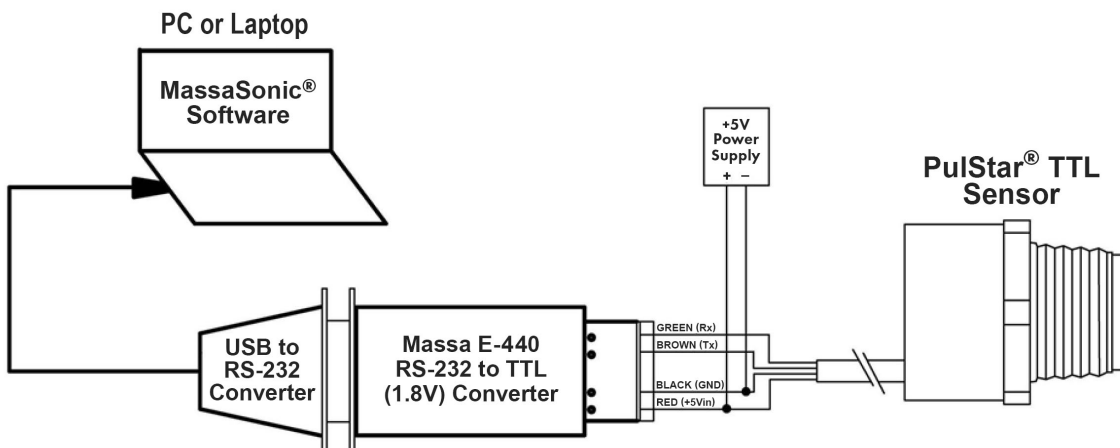 PC or Laptop
MassaSonic®
Software
+5V
Power
Supply
+ –
PulStar® TTL
Sensor
USB to
RS-232
Converter
Massa E-440
RS-232 to TTL
(1.8V) Converter
GREEN (Rx)
BROWN (Tx)
BLACK (GND)
RED (+5Vin)